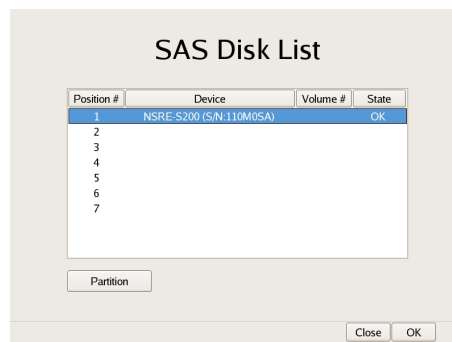 SAS Disk List
Position # Device Volume # State
1 NSRE-S200 (S/N:110M0SA) OK
2
3
4
5
6
7
Partition
Close OK